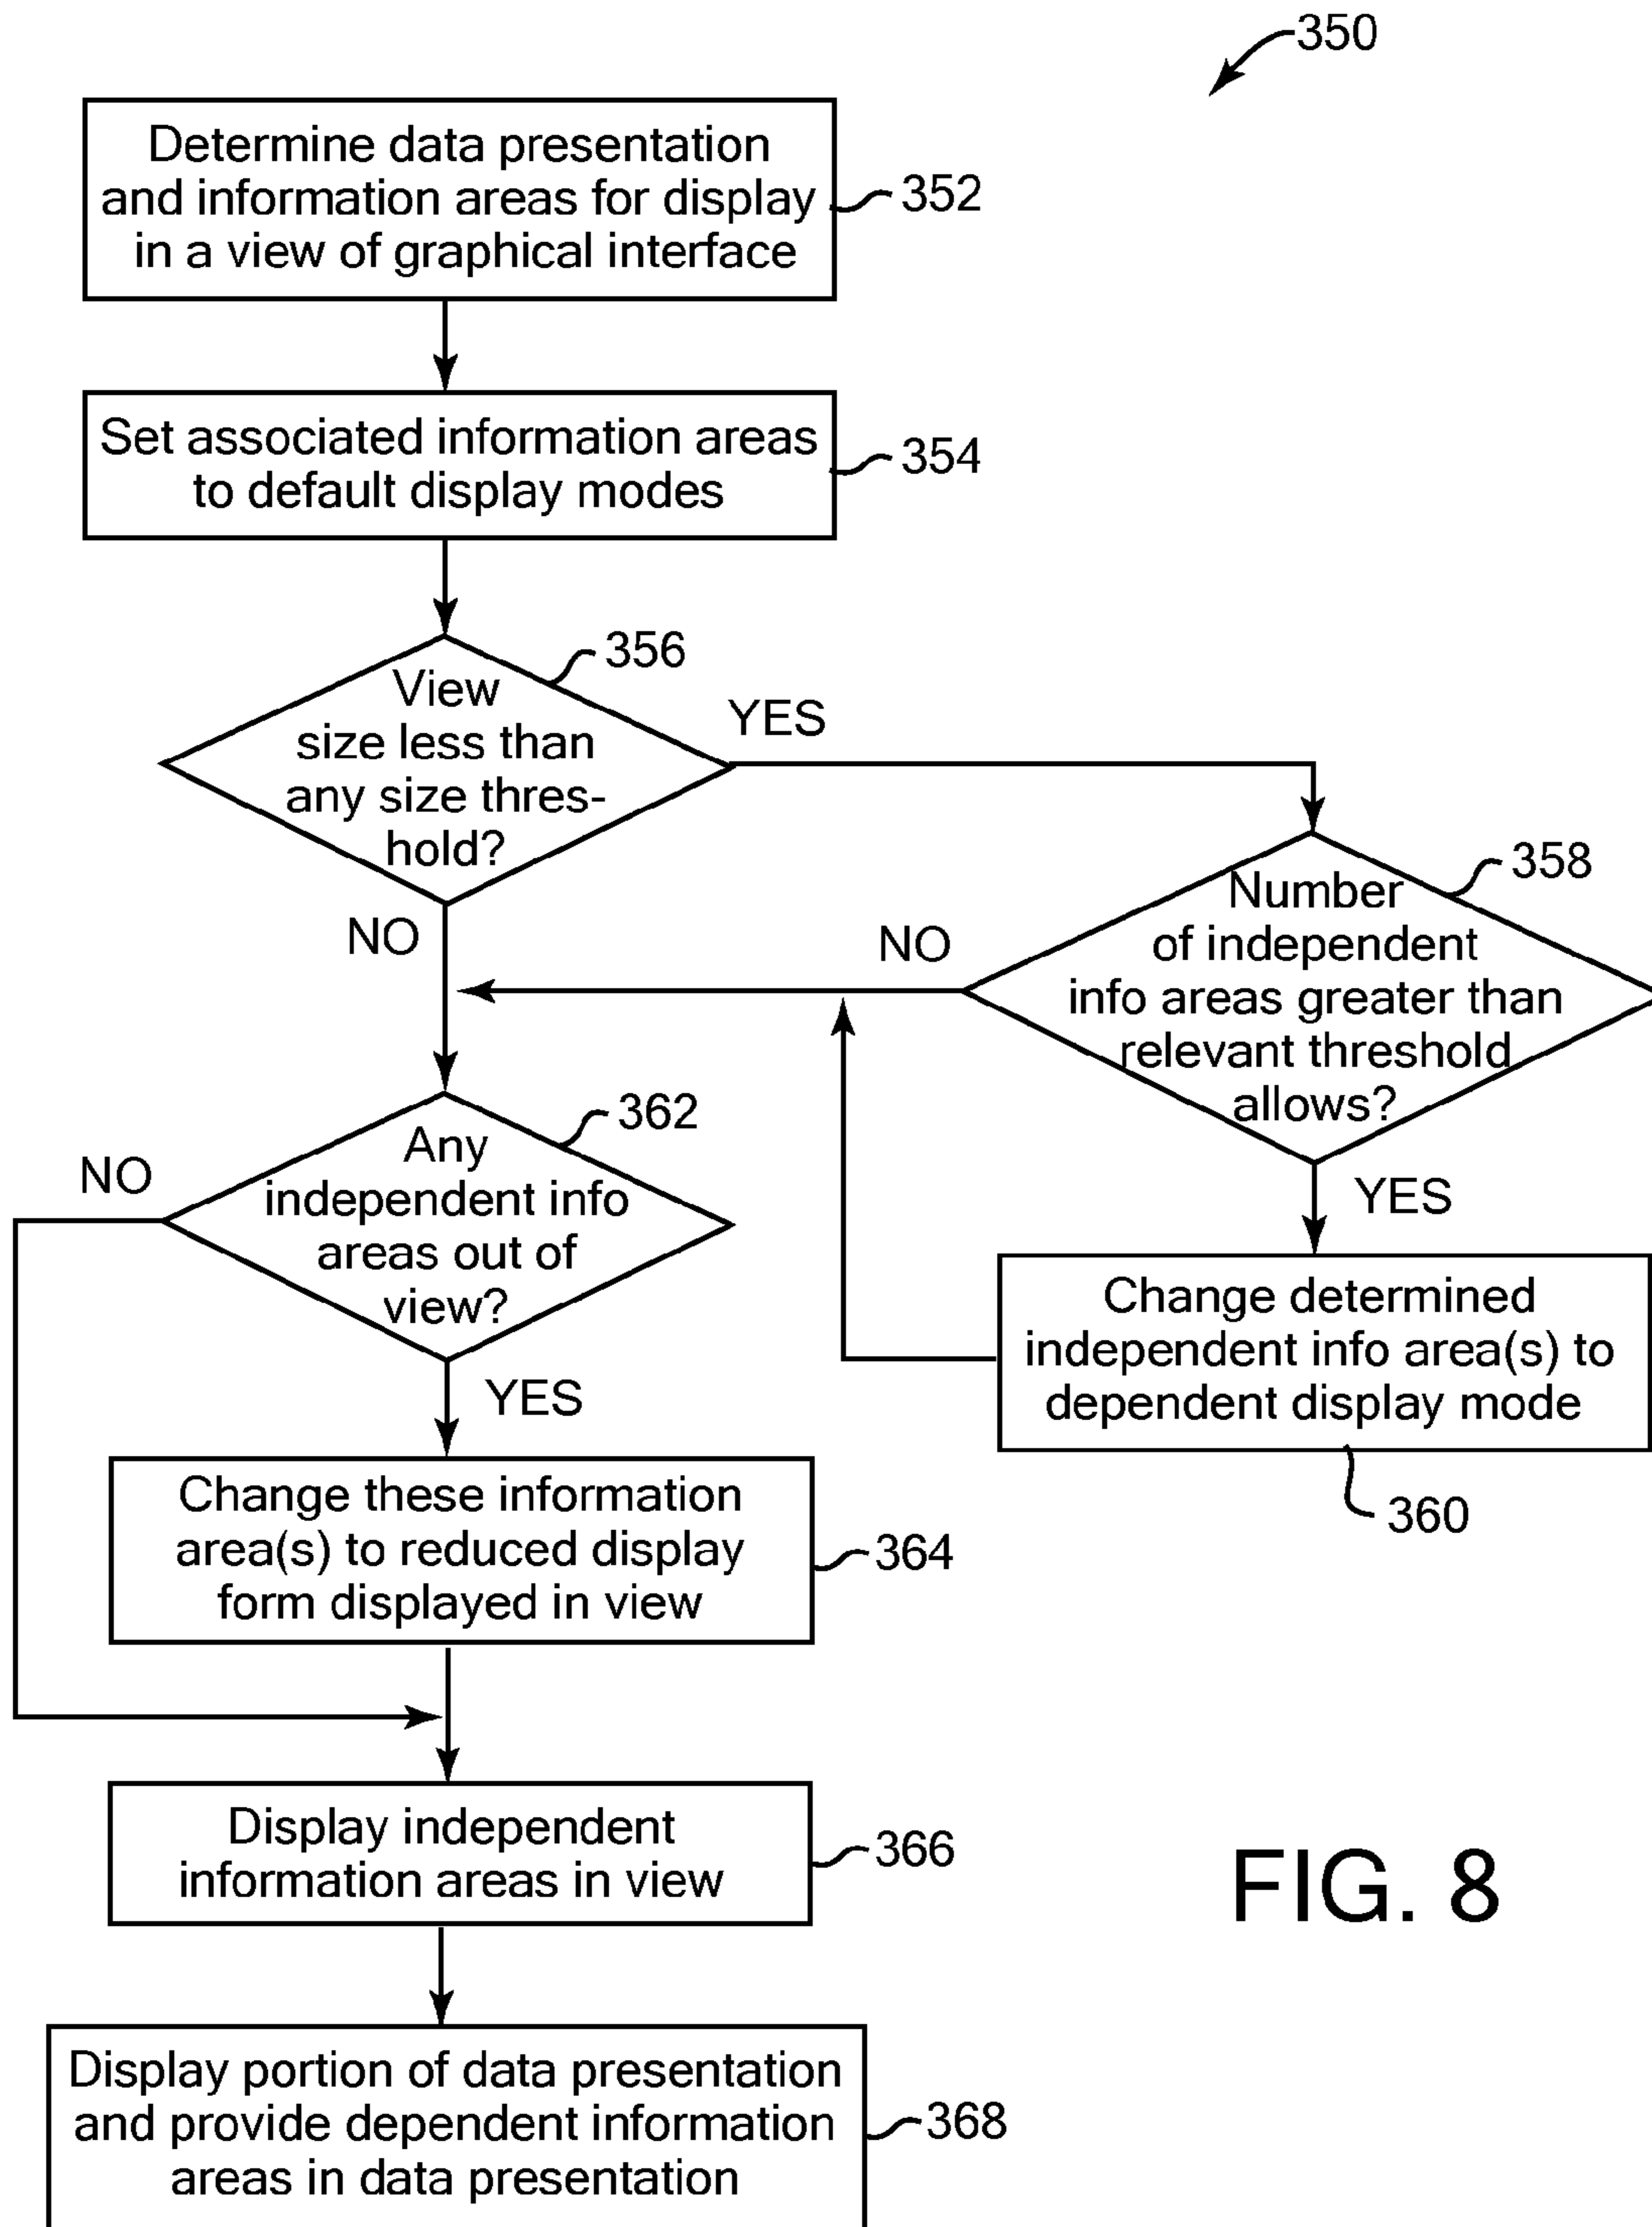 350
Determine data presentation
and information areas for display
in a view of graphical interface
352
Set associated information areas
to default display modes
354
View
size less than
any size thres-
hold?
356
YES
NO
Number
of independent
info areas greater than
relevant threshold
allows?
358
NO
YES
Change determined
independent info area(s) to
dependent display mode
360
Any
independent info
areas out of
view?
362
NO
YES
Change these information
area(s) to reduced display
form displayed in view
364
Display independent
information areas in view
366
Display portion of data presentation
and provide dependent information
areas in data presentation
368
FIG. 8